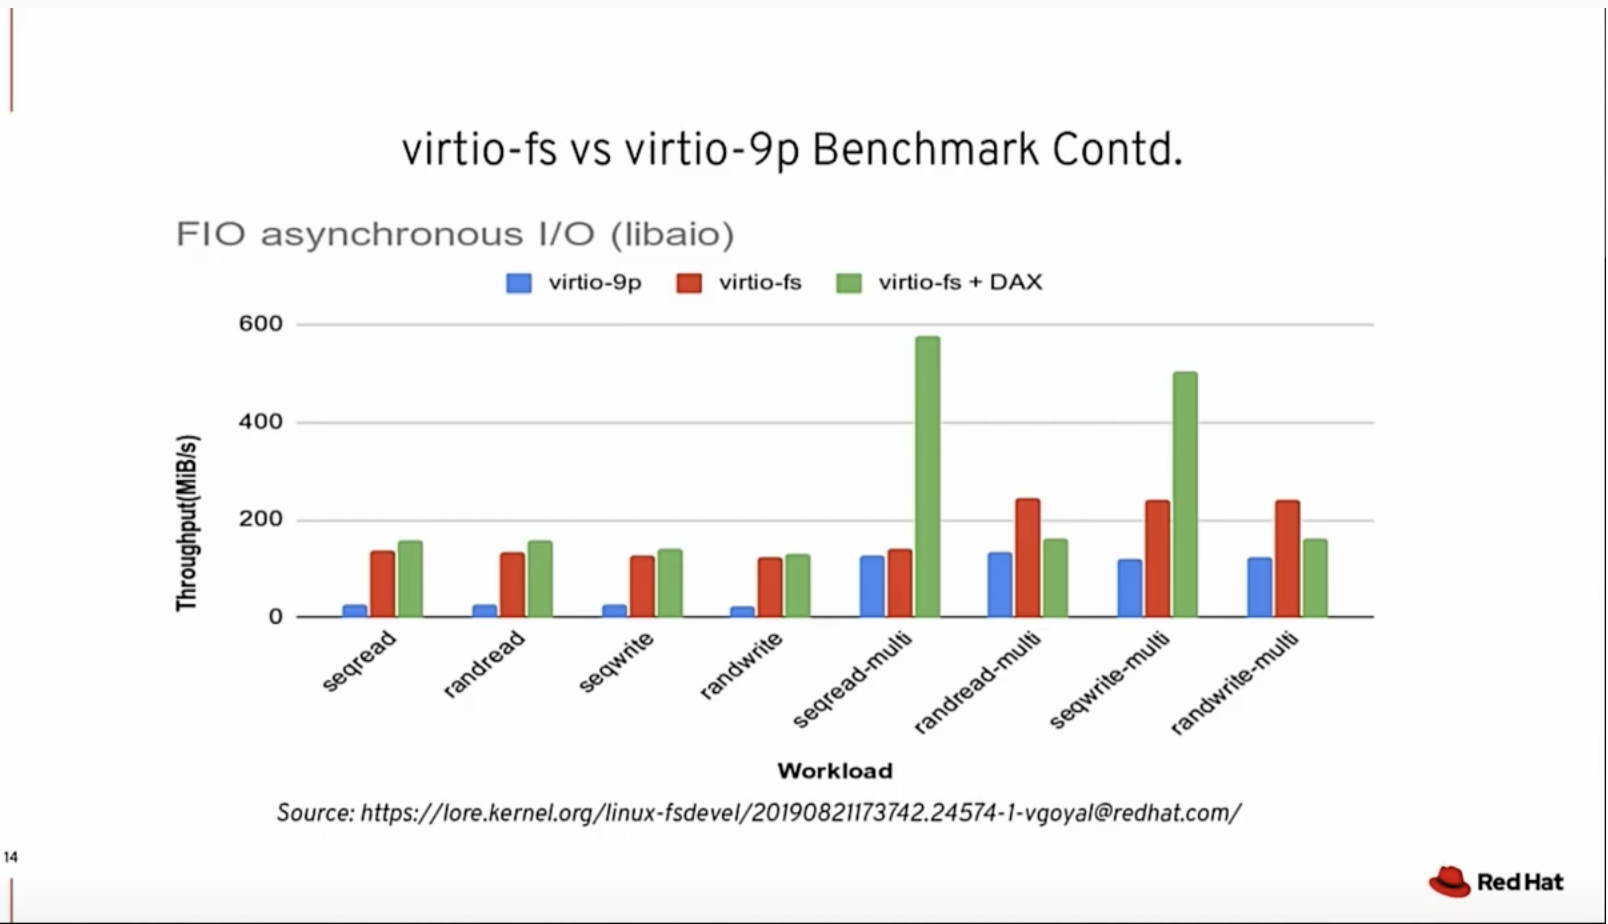 virtio-fs vs virtio-9p Benchmark Contd.
FIO asynchronous I/O (libaio)
virtio-9p virtio-fs virtio-fs + DAX
Throughput(MiB/s)
600
400
200
0
seqread randread seqwrite randwrite seqread-multi randread-multi seqwrite-multi randwrite-multi
Workload
Source: https://lore.kernel.org/linux-fsdevel/20190821173742.24574-1-vgoyal@redhat.com/
14
Red Hat